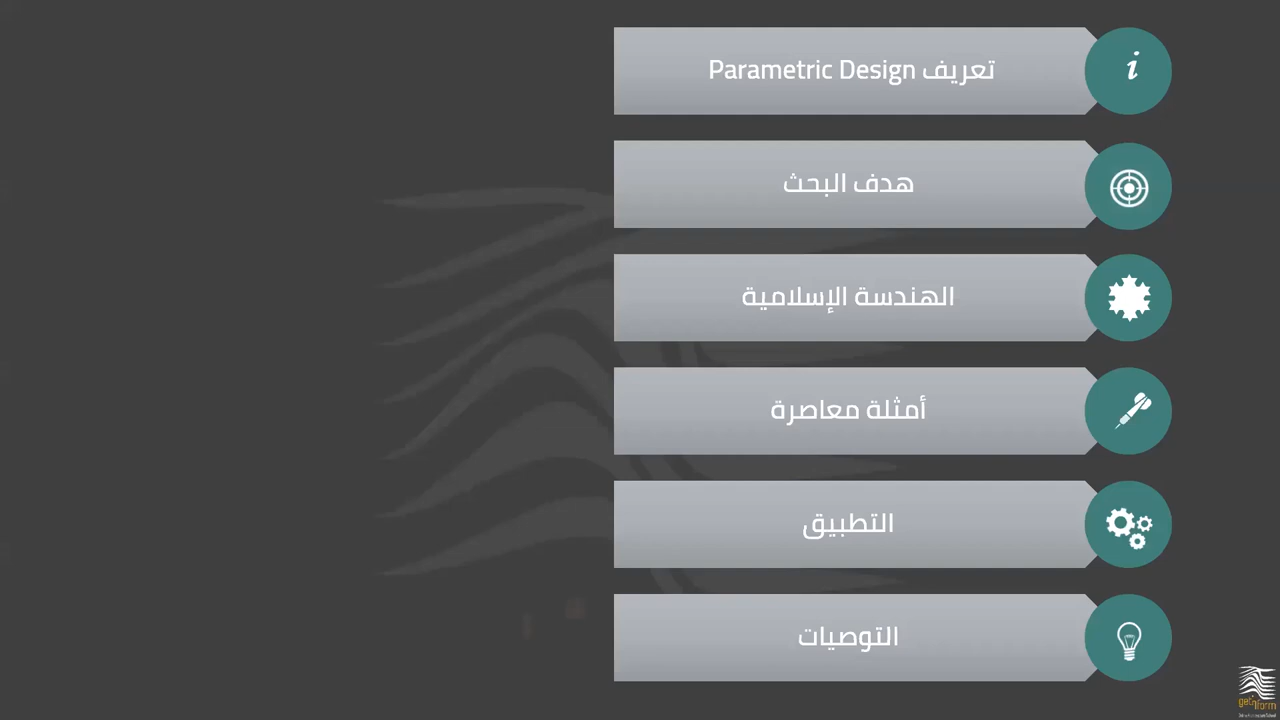 تعريف Parametric Design
هدف البحث
الهندسة الإسلامية
أمثلة معاصرة
التطبيق
التوصيات